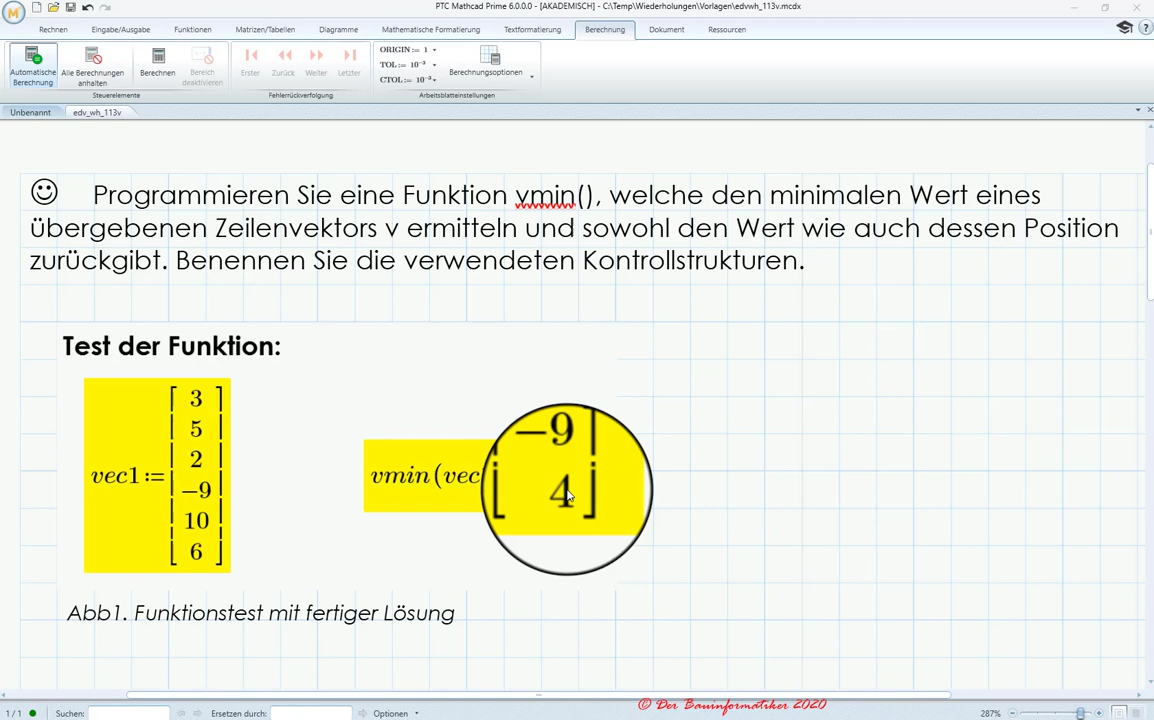 PTC Mathcad Prime 6.0.0.0 - [AKADEMISCH] - C:\Temp\Wiederholungen\Vorlagen\edvwh_113v.mcdx
Rechnen Eingabe/Ausgabe Funktionen Matrizen/Tabellen Diagramme Mathematische Formatierung Textformatierung Berechnung Dokument Ressourcen
Automatische Berechnung
Alle Berechnungen anhalten
Berechnen
Bereich deaktivieren
Erster Zurück Weiter Letzter
ORIGIN := 1
TOL := 10⁻³
CTOL := 10⁻³
Berechnungsoptionen
Steuerelemente Fehlerrückverfolgung Arbeitsblatteinstellungen
Unbenannt edv_wh_113v
Programmieren Sie eine Funktion vmin(), welche den minimalen Wert eines
übergebenen Zeilenvektors v ermitteln und sowohl den Wert wie auch dessen Position
zurückgibt. Benennen Sie die verwendeten Kontrollstrukturen.
Test der Funktion:
3
5
2
vec1 :=
-9
10
6
vmin(vec
-9
4
Abb1. Funktionstest mit fertiger Lösung
© Der Bauinformatiker 2020
1 / 1 Suchen: Ersetzen durch: Optionen 287%